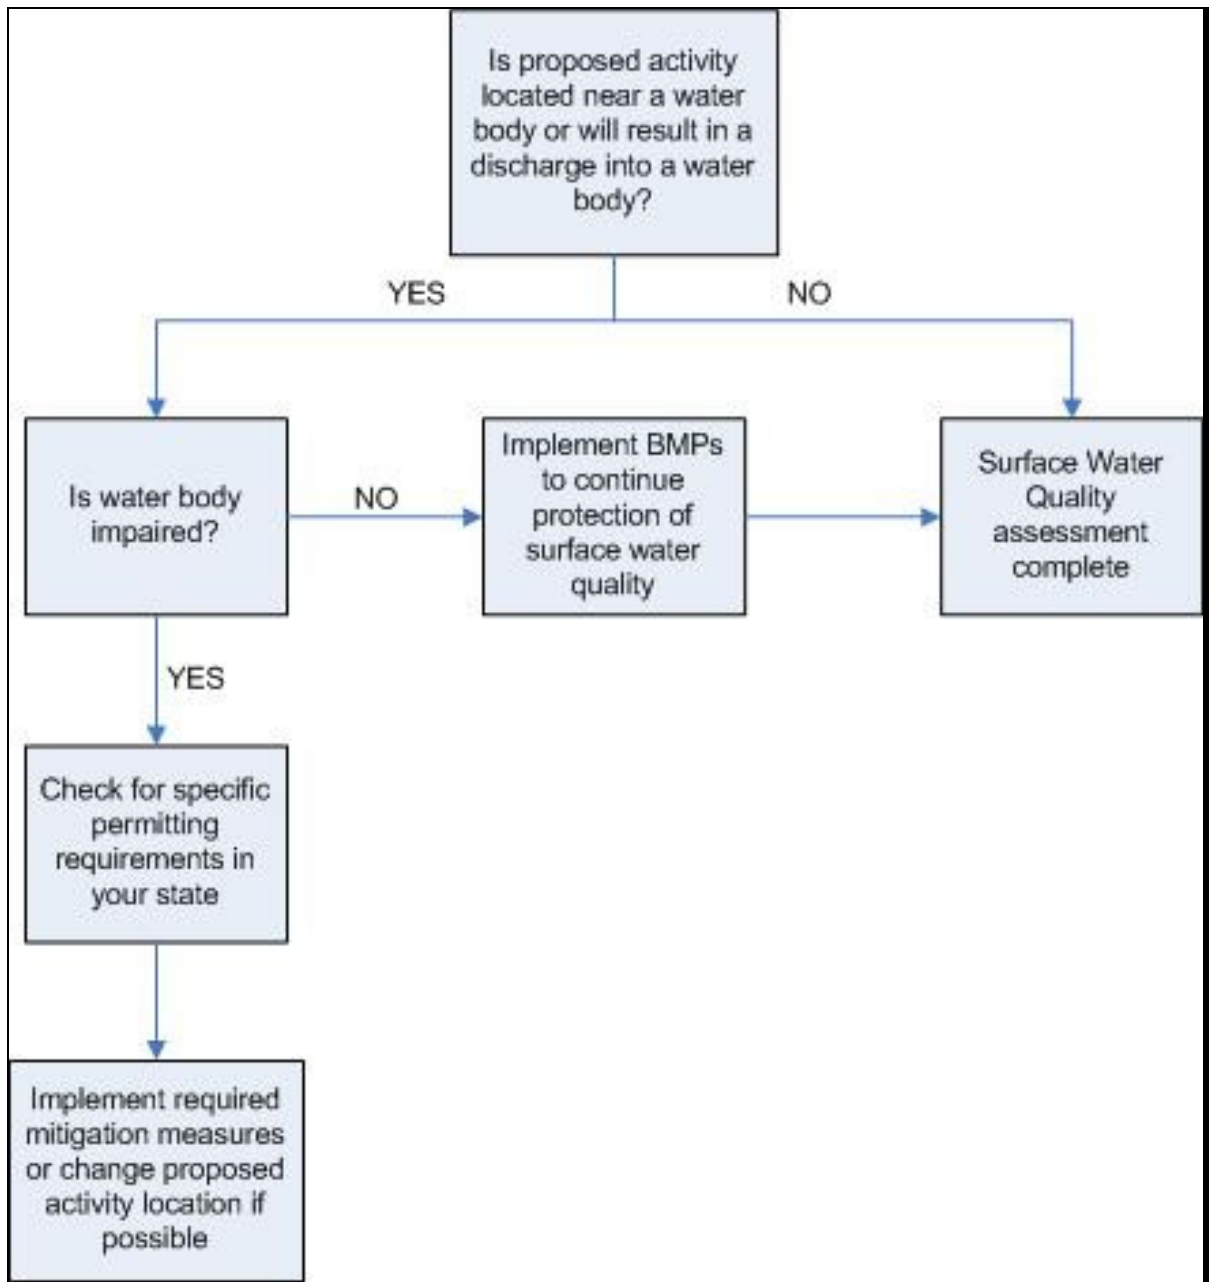 Is proposed activity
located near a water
body or will result in a
discharge into a water
body?
YES
NO
Is water body
impaired?
NO
Implement BMPs
to continue
protection of
surface water
quality
Surface Water
Quality
assessment
complete
YES
Check for specific
permitting
requirements in
your state
Implement required
mitigation measures
or change proposed
activity location if
possible